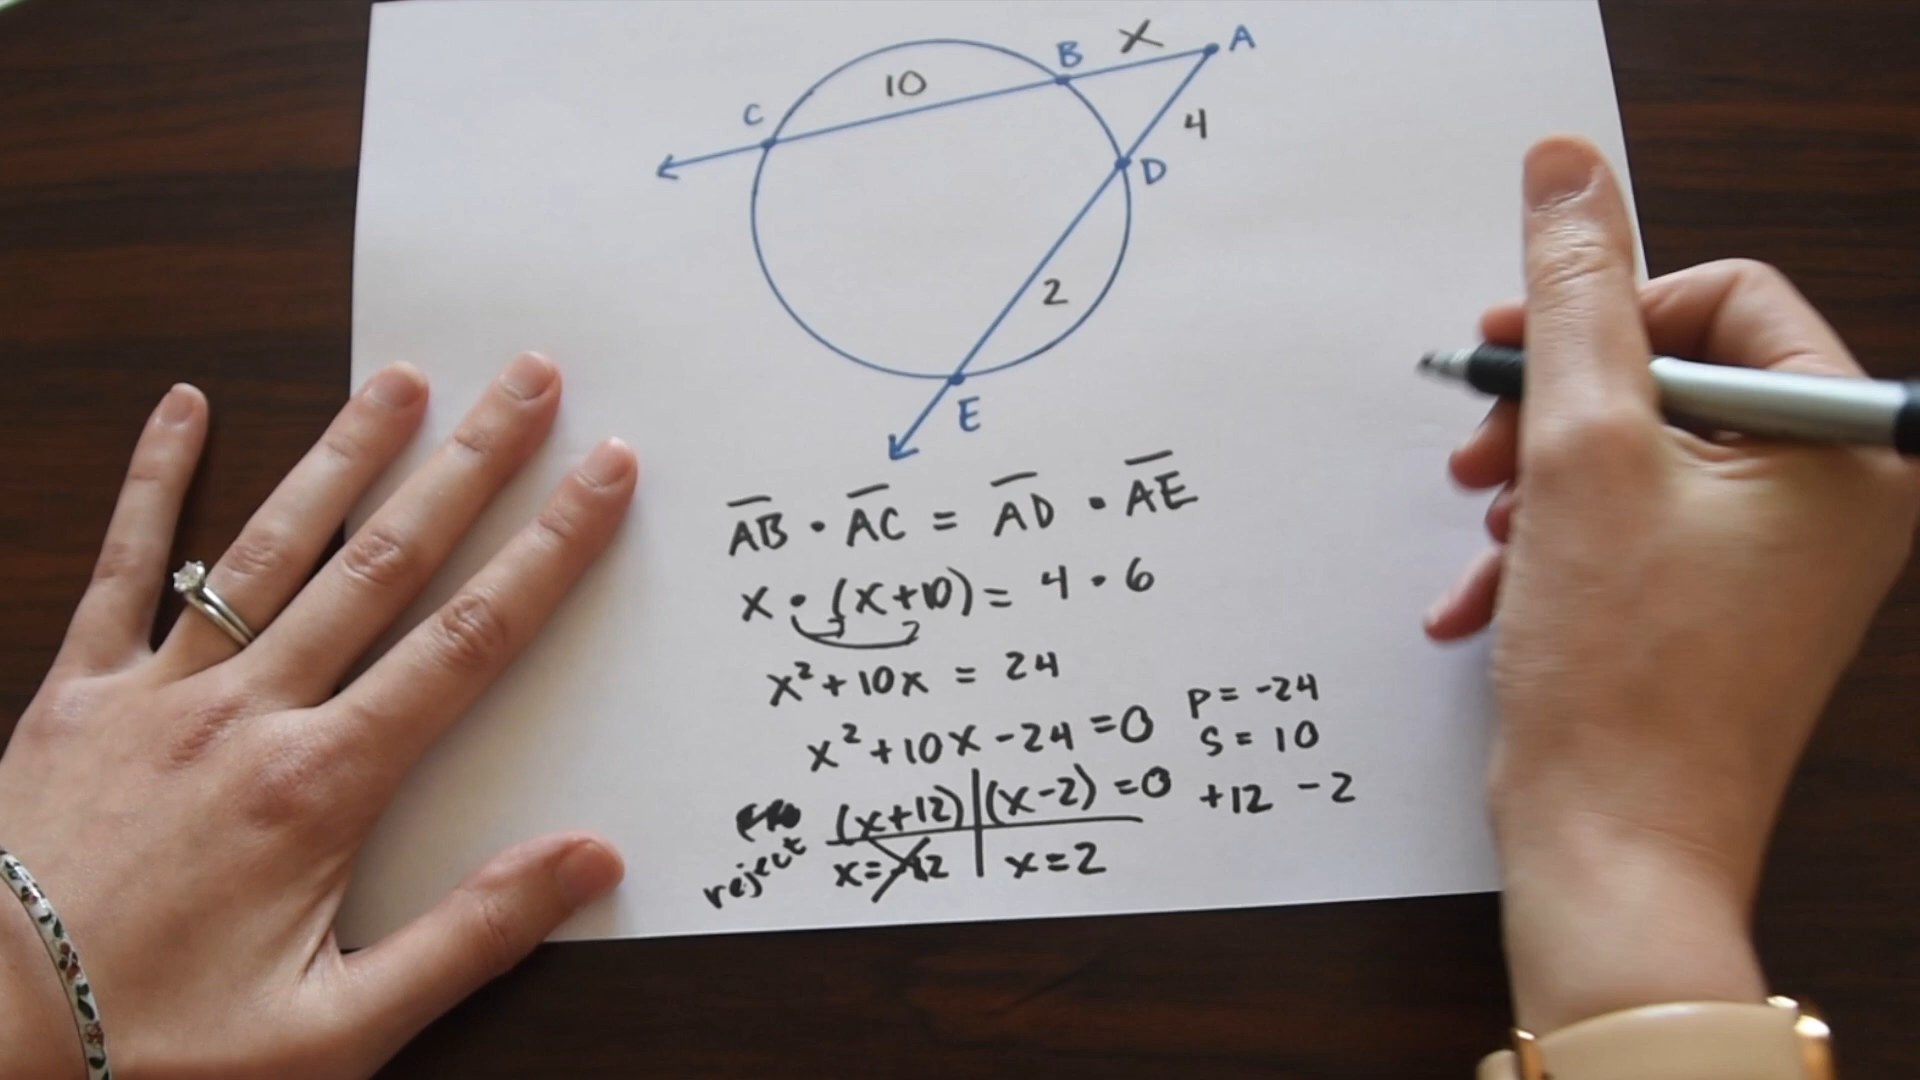 X
A
B
10
C
4
D
2
E
AB · AC = AD · AE
x · (x+10) = 4 · 6
x²+10x = 24
p = -24
x²+10x-24=0
s = 10
(x+12) (x-2) =0
+12 -2
reject x=-12 x=2